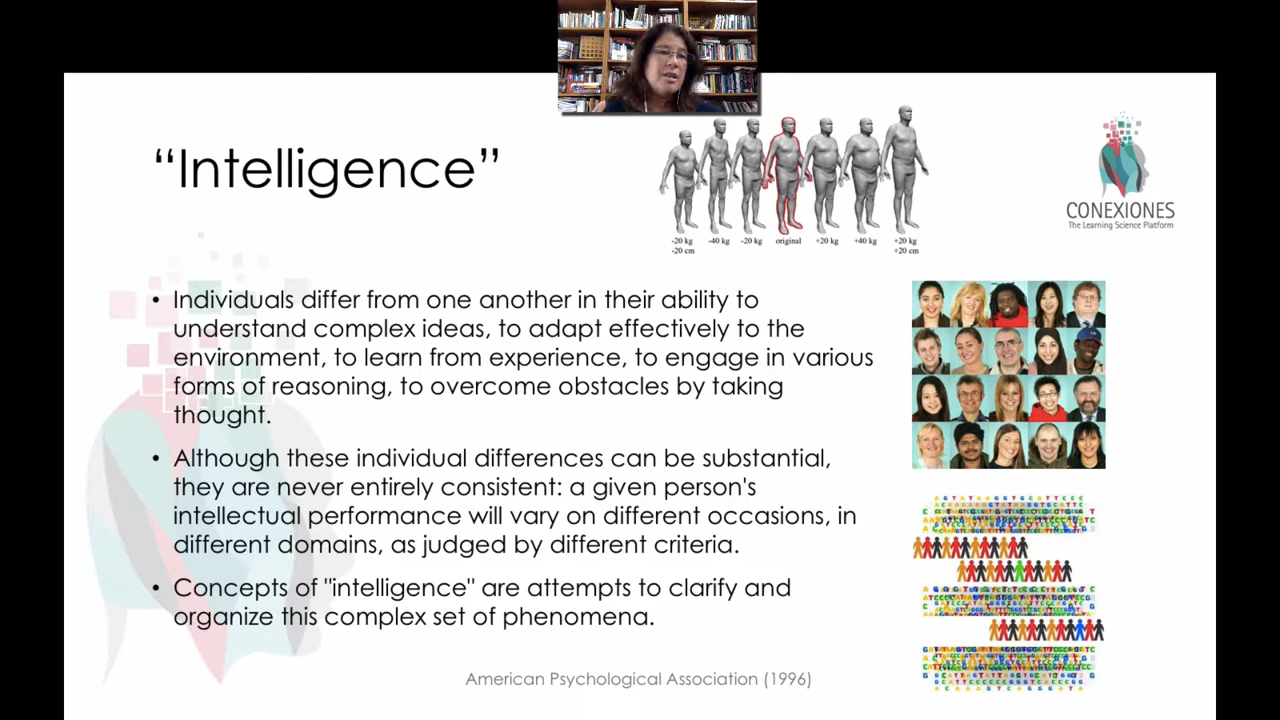 “Intelligence”
-20 kg
-20 cm
-40 kg
-20 kg
original
+20 kg
+40 kg
+20 kg
+20 cm
CONEXIONES
The Learning Science Platform
• Individuals differ from one another in their ability to
understand complex ideas, to adapt effectively to the
environment, to learn from experience, to engage in various
forms of reasoning, to overcome obstacles by taking
thought.
• Although these individual differences can be substantial,
they are never entirely consistent: a given person's
intellectual performance will vary on different occasions, in
different domains, as judged by different criteria.
• Concepts of "intelligence" are attempts to clarify and
organize this complex set of phenomena.
American Psychological Association (1996)